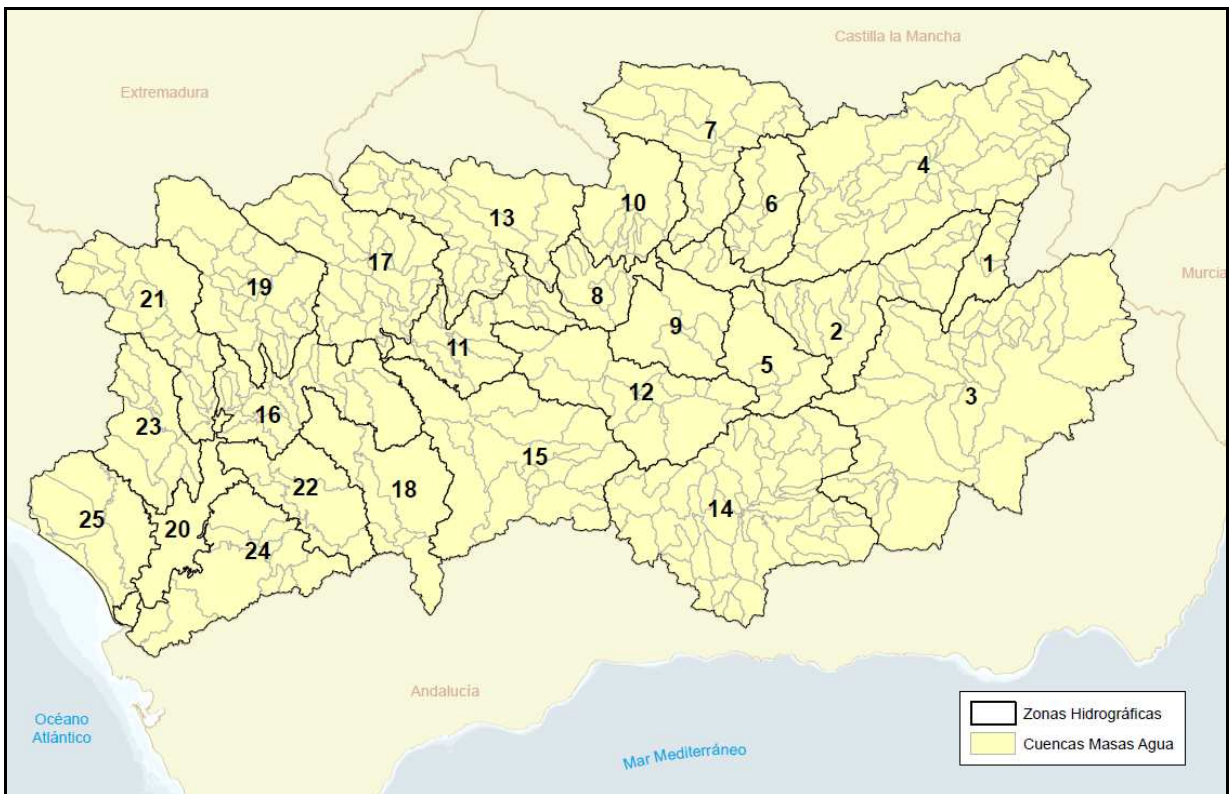 Castilla la Mancha
Extremadura
7
4
6
10
13
17
1
19
Murcia
21
8
9
2
11
5
12
3
16
23
15
22
18
14
25
20
24
Andalucía
Océano
Atlántico
Mar Mediterráneo
Zonas Hidrográficas
Cuencas Masas Agua